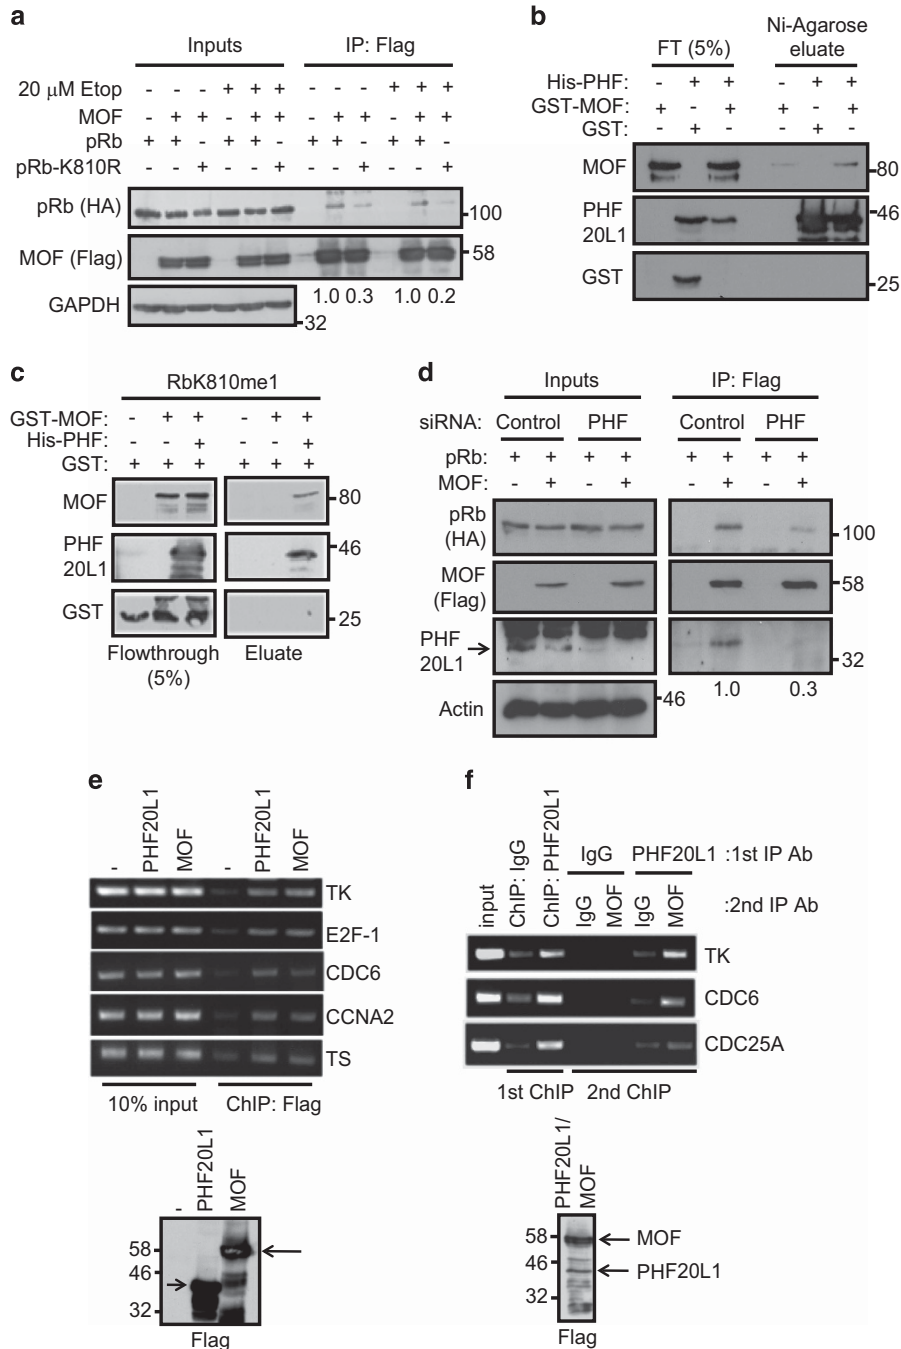 a
Inputs IP: Flag
20 μM Etop - - - + + + - - - + + +
MOF - + + - + + - + + - + +
pRb + + - + + - + + - + + -
pRb-K810R - - + - - + - - + - - +
pRb (HA) 100
MOF (Flag) 58
1.0 0.3 1.0 0.2
GAPDH
32
b
FT (5%) Ni-Agarose eluate
His-PHF: - + + - + +
GST-MOF: + - + + - +
GST: - + - - + -
MOF 80
PHF 20L1 46
GST 25
c
RbK810me1
GST-MOF: - + + - + +
His-PHF: - - + - - +
GST: + + + + + +
MOF 80
PHF 20L1 46
GST 25
Flowthrough (5%) Eluate
d
Inputs IP: Flag
siRNA: Control PHF Control PHF
pRb: + + + + + + + +
MOF: - + - + - + - +
pRb (HA) 100
MOF (Flag) 58
PHF 20L1 32
1.0 0.3
Actin 46
e
- PHF20L1 MOF - PHF20L1 MOF
TK
E2F-1
CDC6
CCNA2
TS
10% input ChIP: Flag
- PHF20L1 MOF
58
46
32
Flag
f
input ChIP: IgG ChIP: PHF20L1
IgG PHF20L1 :1st IP Ab
IgG MOF IgG MOF :2nd IP Ab
TK
CDC6
CDC25A
1st ChIP 2nd ChIP
PHF20L1/ MOF
58 MOF
46 PHF20L1
32
Flag